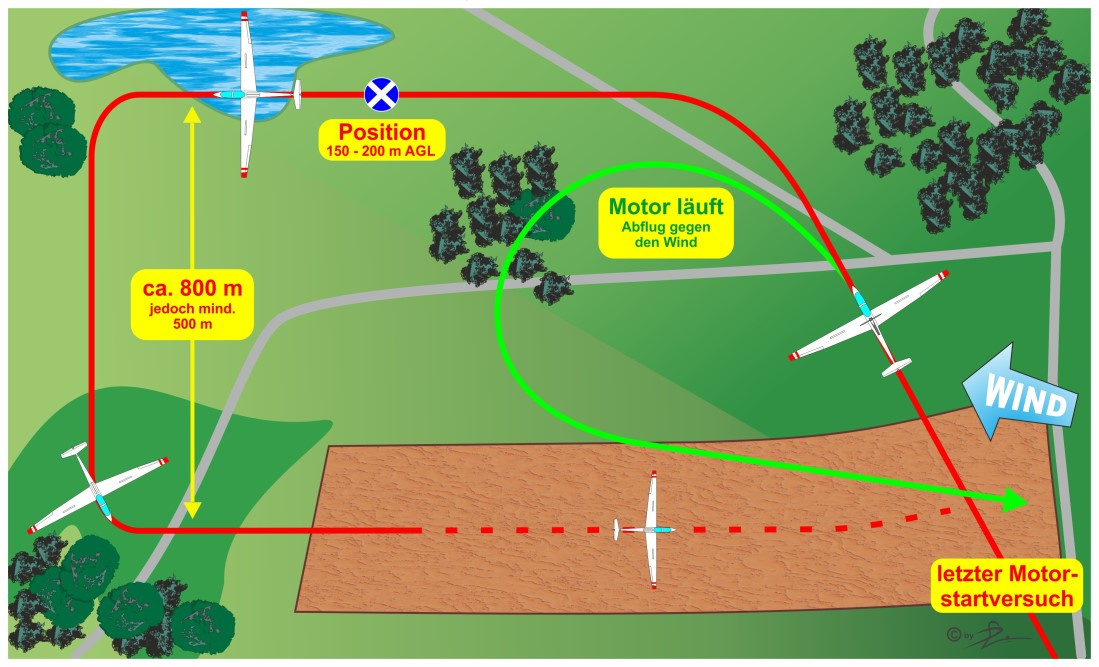 Position
150 - 200 m AGL
Motor läuft
Abflug gegen
den Wind
ca. 800 m
jedoch mind.
500 m
WIND
letzter Motor-
startversuch
© by